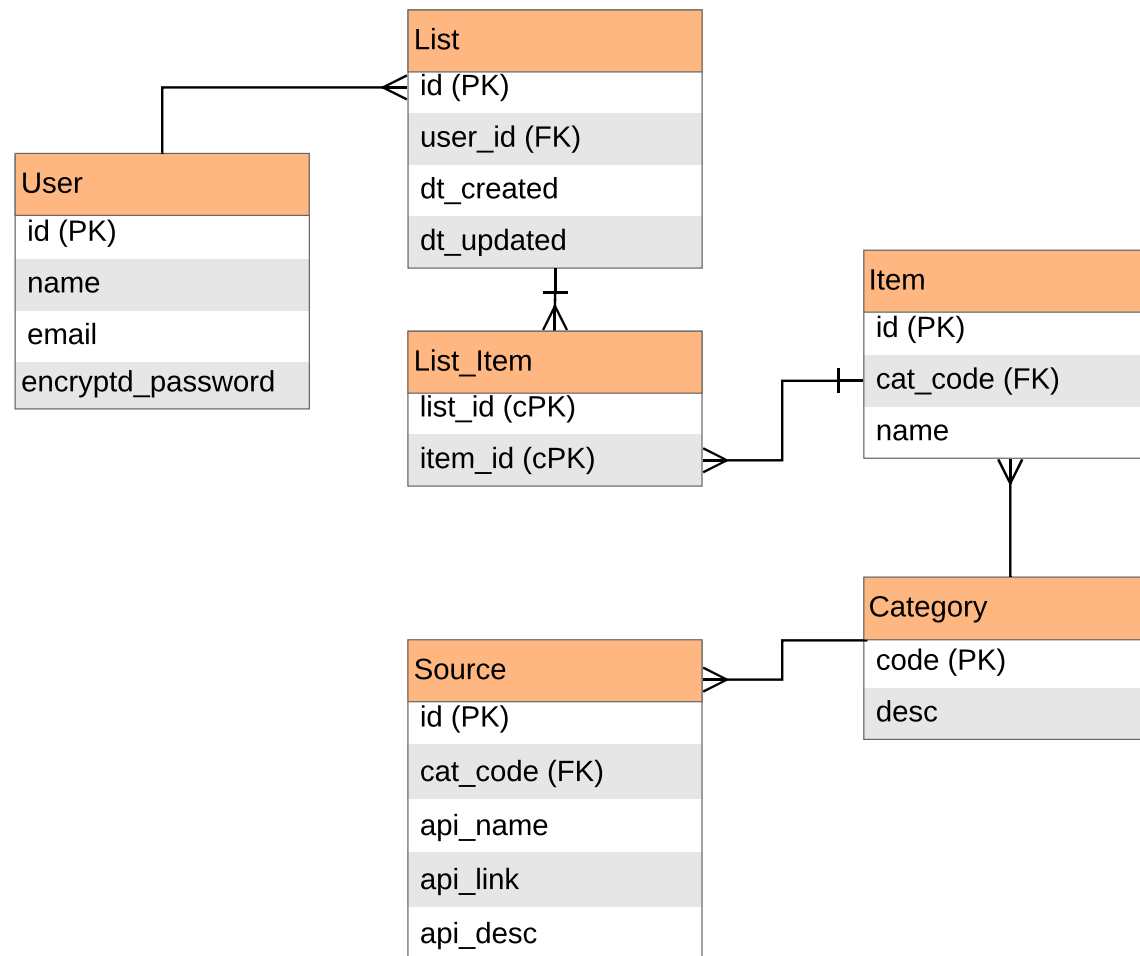 List
id (PK)
user_id (FK)
dt_created
dt_updated
User
id (PK)
name
email
encryptd_password
List_Item
list_id (cPK)
item_id (cPK)
Item
id (PK)
cat_code (FK)
name
Category
code (PK)
desc
Source
id (PK)
cat_code (FK)
api_name
api_link
api_desc